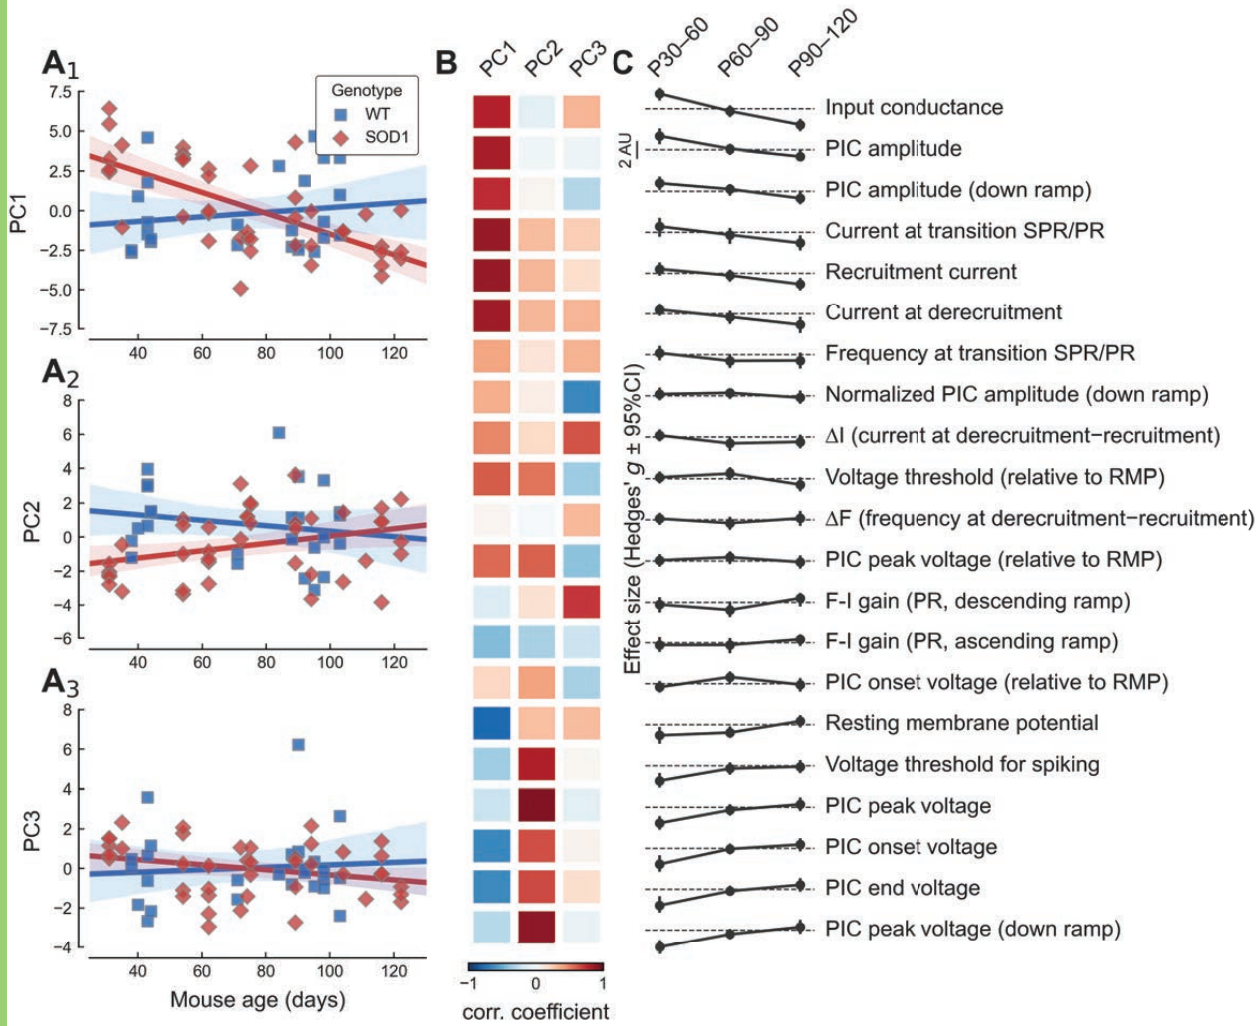 A1
Genotype
WT
SOD1
7.5
5.0
2.5
0.0
−2.5
−5.0
−7.5
PC1
40 60 80 100 120
A2
8
6
4
2
0
−2
−4
−6
PC2
40 60 80 100 120
A3
8
6
4
2
0
−2
−4
PC3
40 60 80 100 120
Mouse age (days)
B
PC1 PC2 PC3
−1 0 1
corr. coefficient
C
P30−60 P60−90 P90−120
2 AU
Effect size (Hedges' g ± 95%CI)
Input conductance
PIC amplitude
PIC amplitude (down ramp)
Current at transition SPR/PR
Recruitment current
Current at derecruitment
Frequency at transition SPR/PR
Normalized PIC amplitude (down ramp)
ΔI (current at derecruitment−recruitment)
Voltage threshold (relative to RMP)
ΔF (frequency at derecruitment−recruitment)
PIC peak voltage (relative to RMP)
F-I gain (PR, descending ramp)
F-I gain (PR, ascending ramp)
PIC onset voltage (relative to RMP)
Resting membrane potential
Voltage threshold for spiking
PIC peak voltage
PIC onset voltage
PIC end voltage
PIC peak voltage (down ramp)